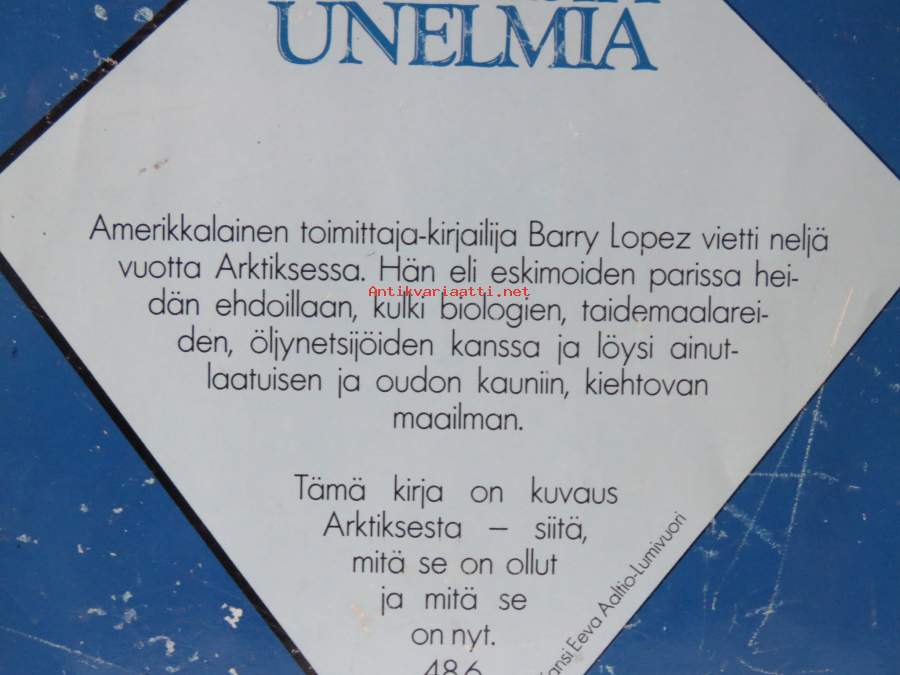 UNELMIA
Amerikkalainen toimittaja-kirjailija Barry Lopez vietti neljä
vuotta Arktiksessa. Hän eli eskimoiden parissa hei-
Antikvariaatti.net
dän ehdoillaan, kulki biologien, taidemaalarei-
den, öljynetsijöiden kanssa ja löysi ainut-
laatuisen ja oudon kauniin, kiehtovan
maailman.
Tämä kirja on kuvaus
Arktiksesta – siitä,
mitä se on ollut
ja mitä se
on nyt.
Eeva Aaltio-Lumivuori